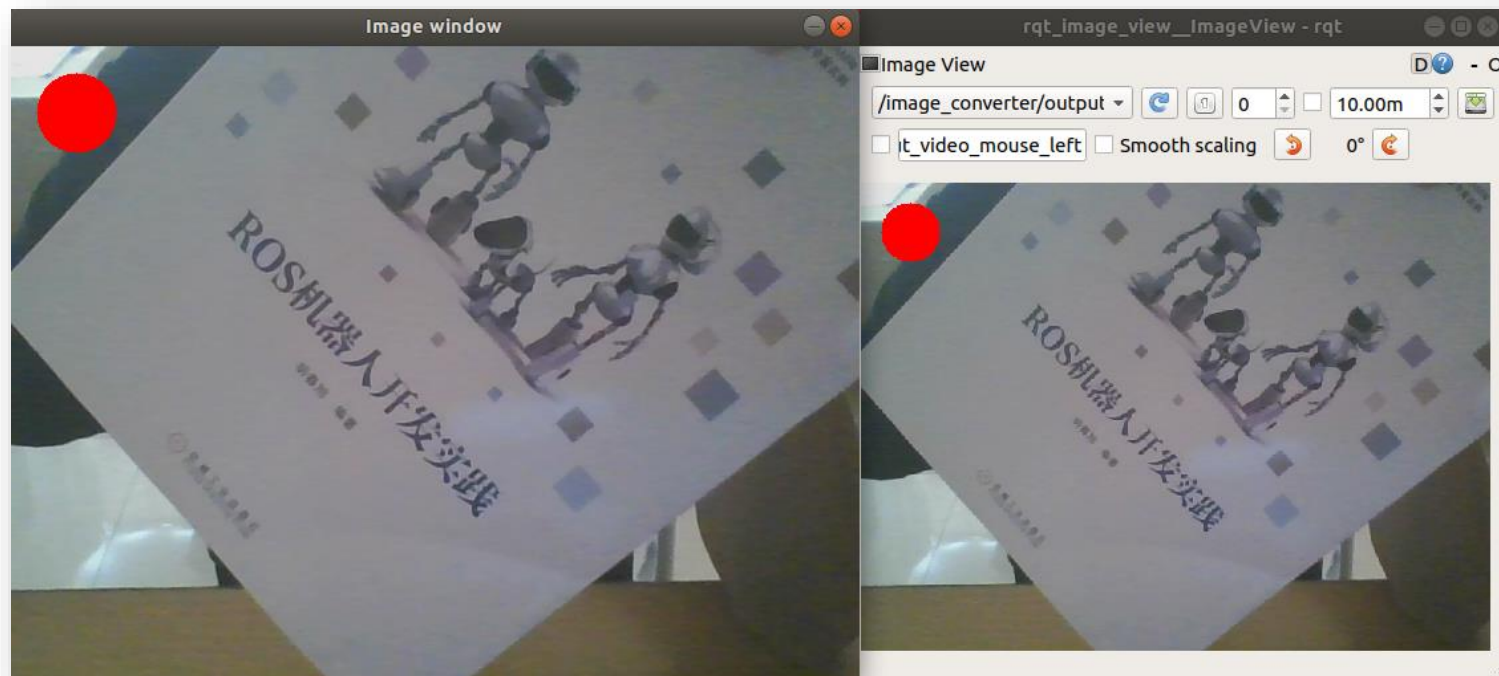 Image window
rqt_image_view__ImageView - rqt
Image View
D
?
- O
/image_converter/output
0
10.00m
ut_video_mouse_left
Smooth scaling
0°
ROS机器人开发实践
ROS机器人开发实践